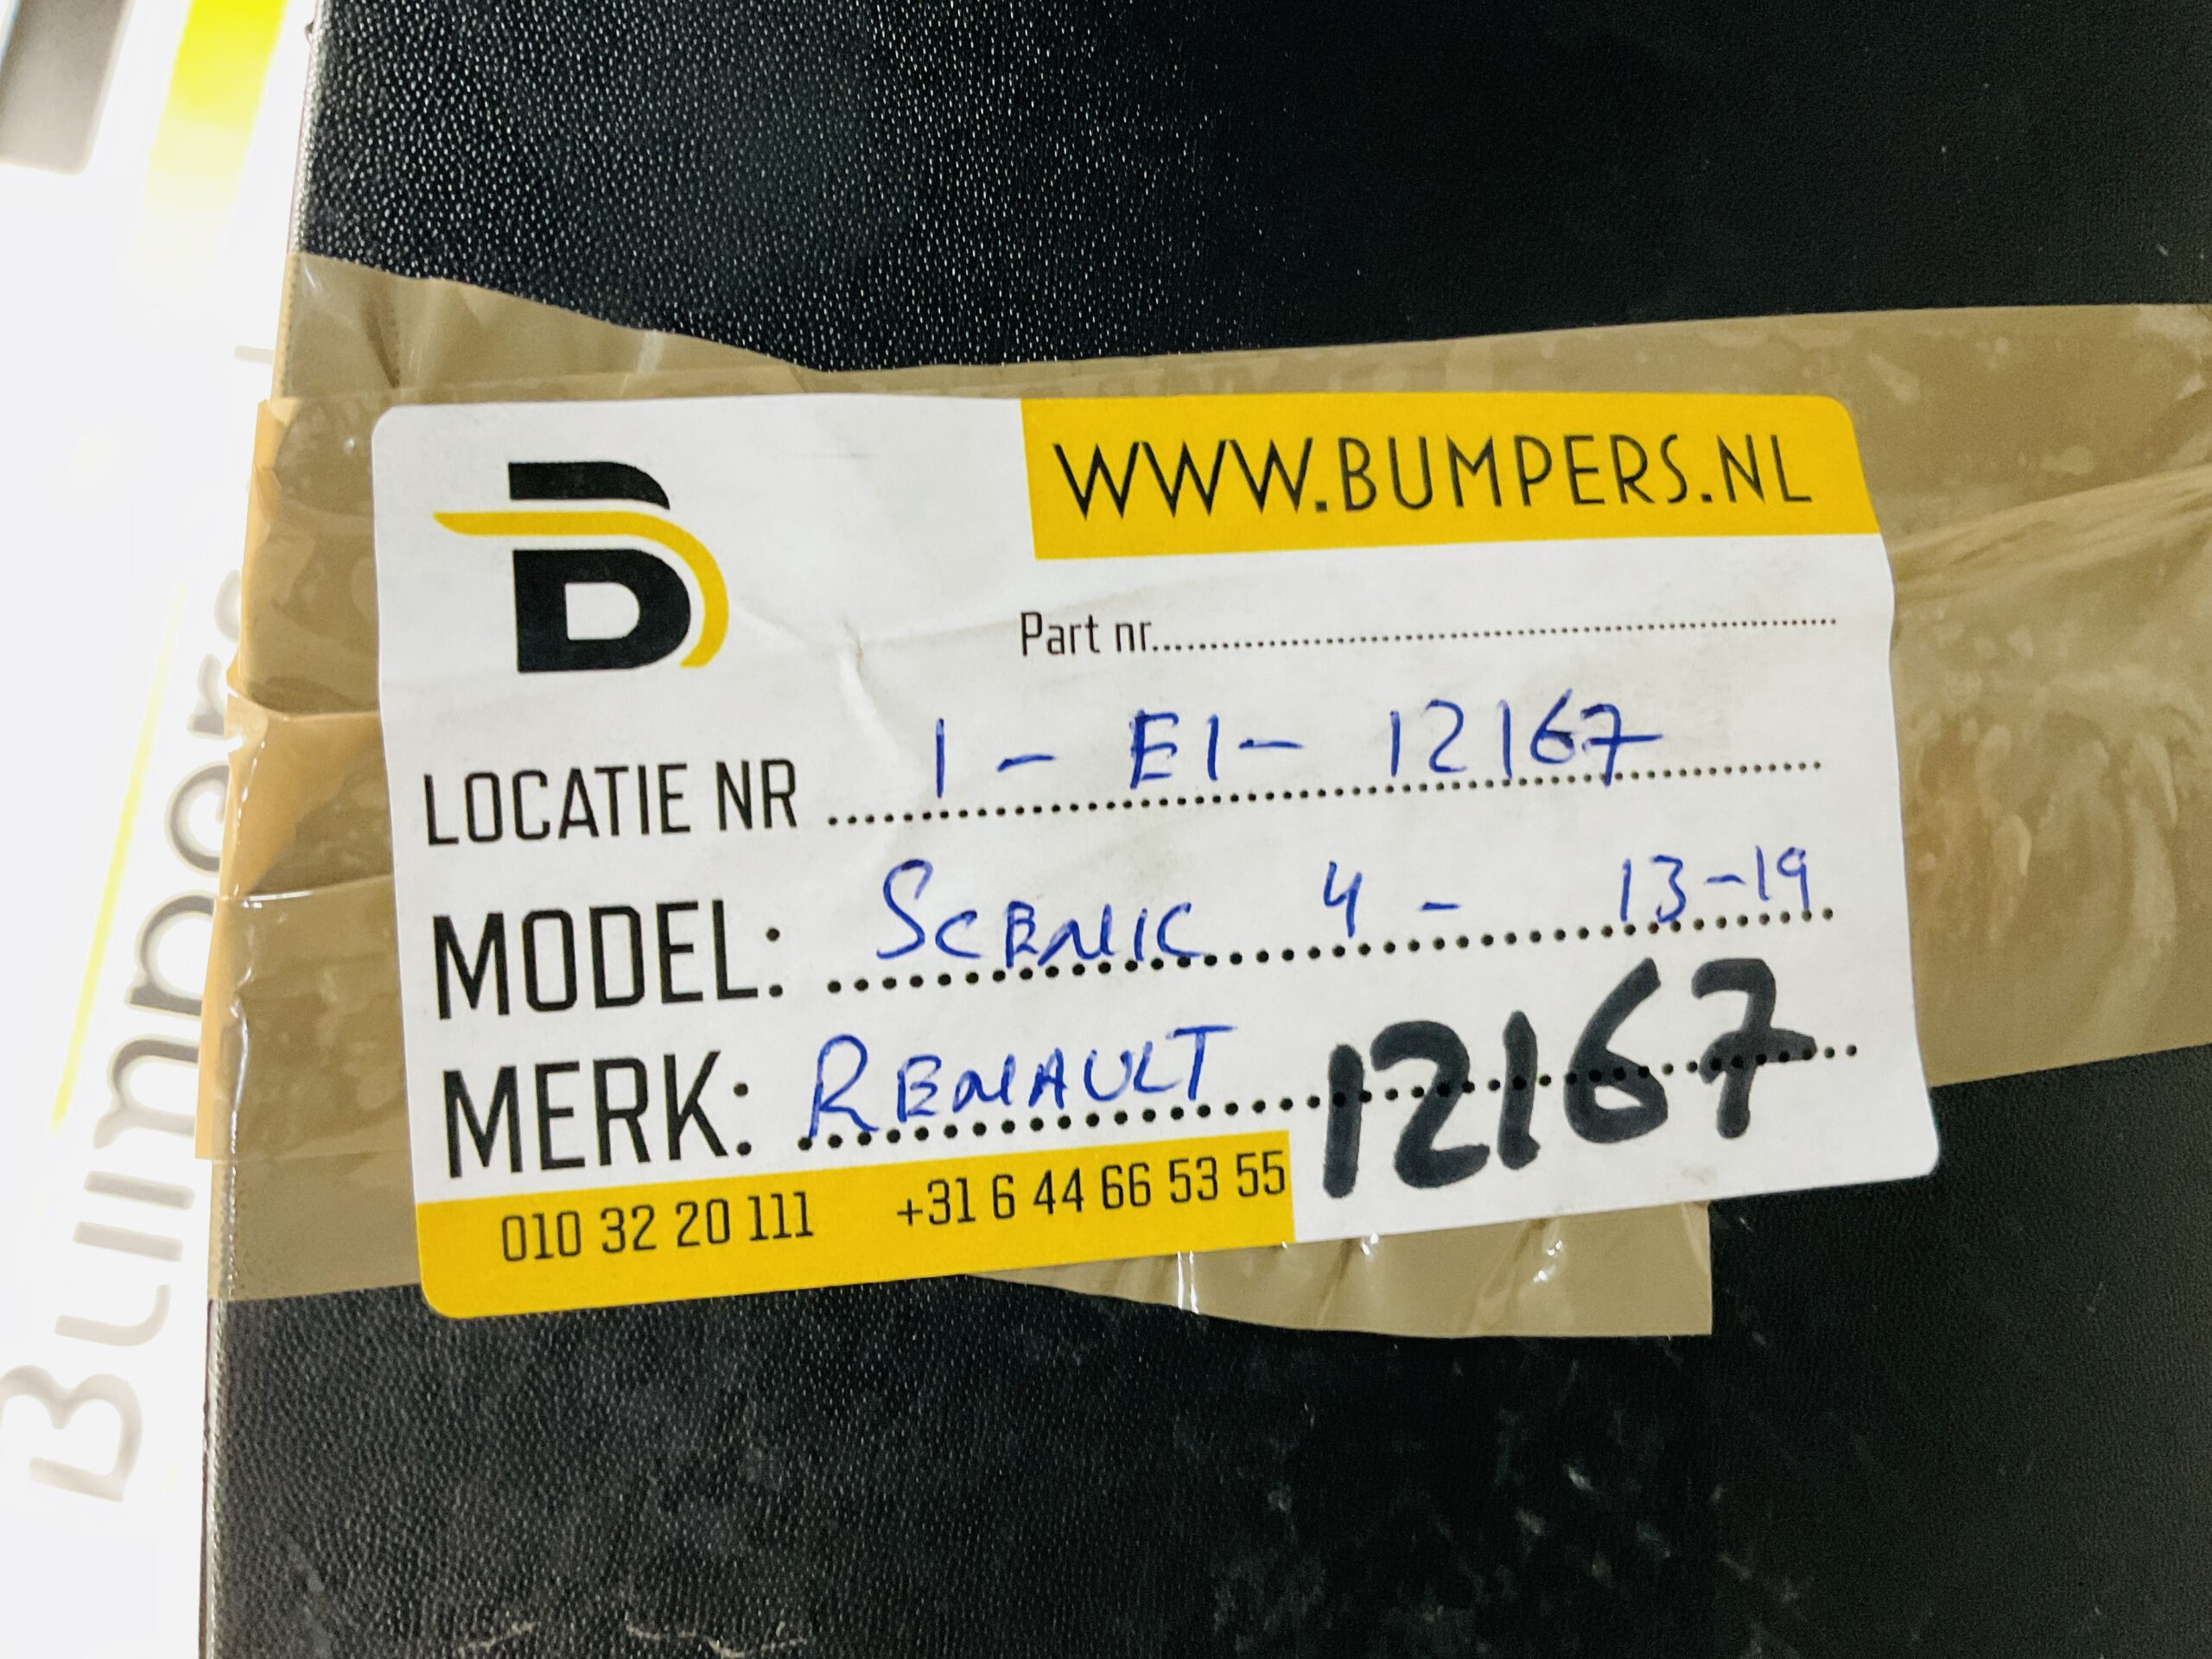 WWW.BUMPERS.NL
Part nr.
LOCATIE NR 1 - E1 - 12167
MODEL: SCENIC 4 - 13-19
MERK: RENAULT 12167
010 32 20 111 +31 6 44 66 53 55
Bumpers